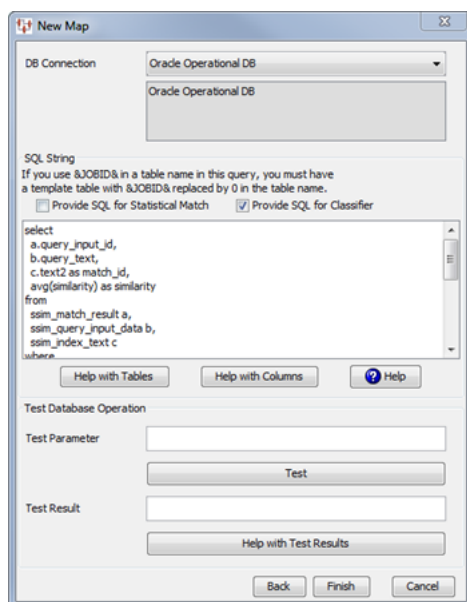 New Map
DB Connection
Oracle Operational DB
Oracle Operational DB
SQL String
If you use &JOBID& in a table name in this query, you must have
a template table with &JOBID& replaced by 0 in the table name.
Provide SQL for Statistical Match
Provide SQL for Classifier
select
a.query_input_id,
b.query_text,
c.text2 as match_id,
avg(similarity) as similarity
from
ssim_match_result a,
ssim_query_input_data b,
ssim_index_text c
where
Help with Tables
Help with Columns
Help
Test Database Operation
Test Parameter
Test
Test Result
Help with Test Results
Back
Finish
Cancel